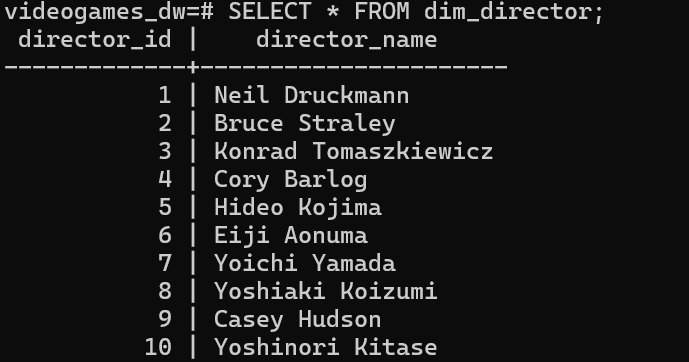 videogames_dw=# SELECT * FROM dim_director;
 director_id |    director_name
-------------+----------------------
           1 | Neil Druckmann
           2 | Bruce Straley
           3 | Konrad Tomaszkiewicz
           4 | Cory Barlog
           5 | Hideo Kojima
           6 | Eiji Aonuma
           7 | Yoichi Yamada
           8 | Yoshiaki Koizumi
           9 | Casey Hudson
          10 | Yoshinori Kitase